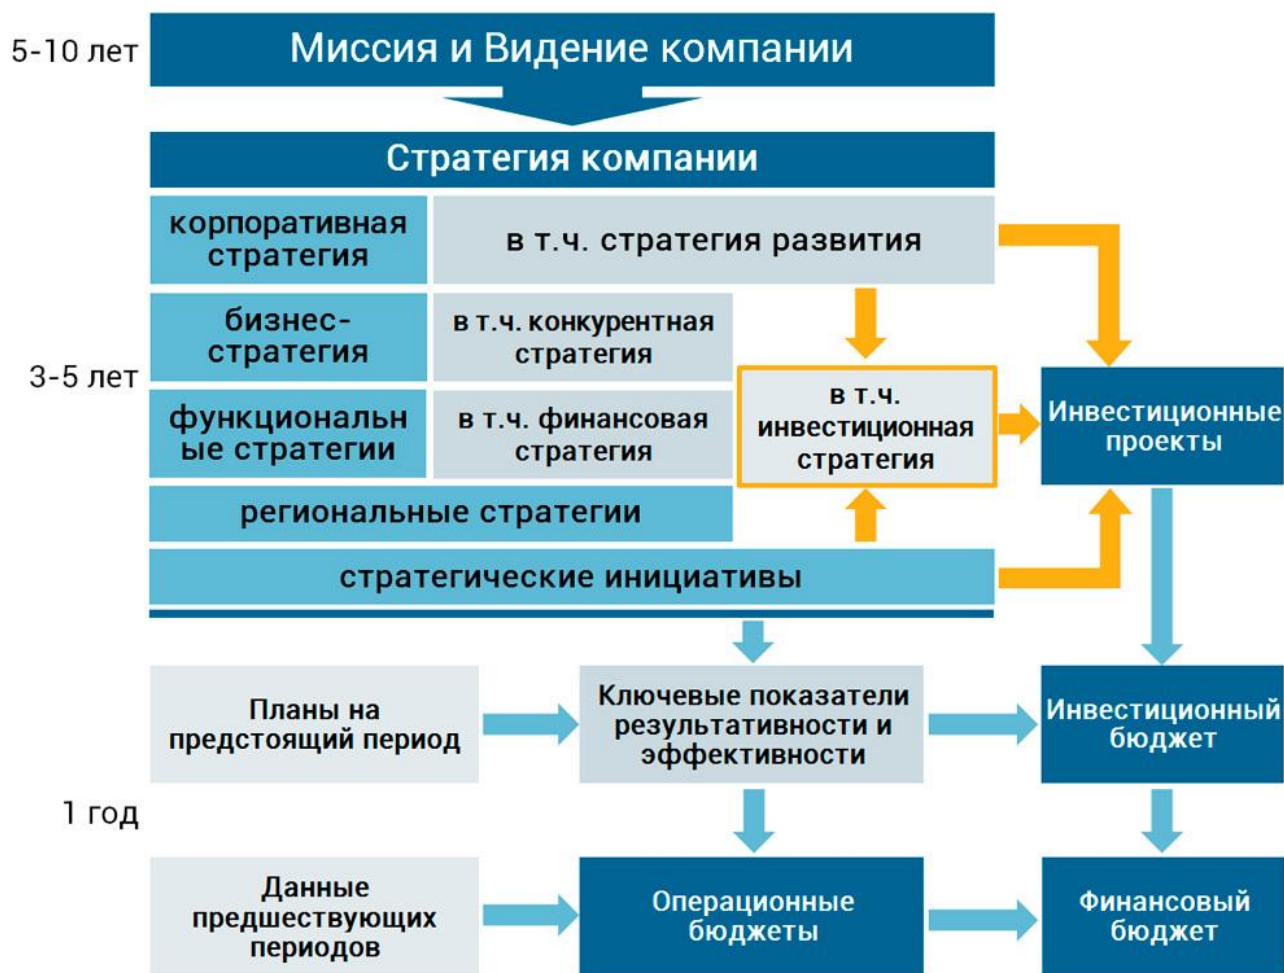 5-10 лет
Миссия и Видение компании
Стратегия компании
корпоративная
стратегия
в т.ч. стратегия развития
бизнес-
стратегия
в т.ч. конкурентная
стратегия
3-5 лет
функциональн
ые стратегии
в т.ч. финансовая
стратегия
в т.ч.
инвестиционная
стратегия
Инвестиционные
проекты
региональные стратегии
стратегические инициативы
Планы на
предстоящий период
Ключевые показатели
результативности и
эффективности
Инвестиционный
бюджет
1 год
Данные
предшествующих
периодов
Операционные
бюджеты
Финансовый
бюджет